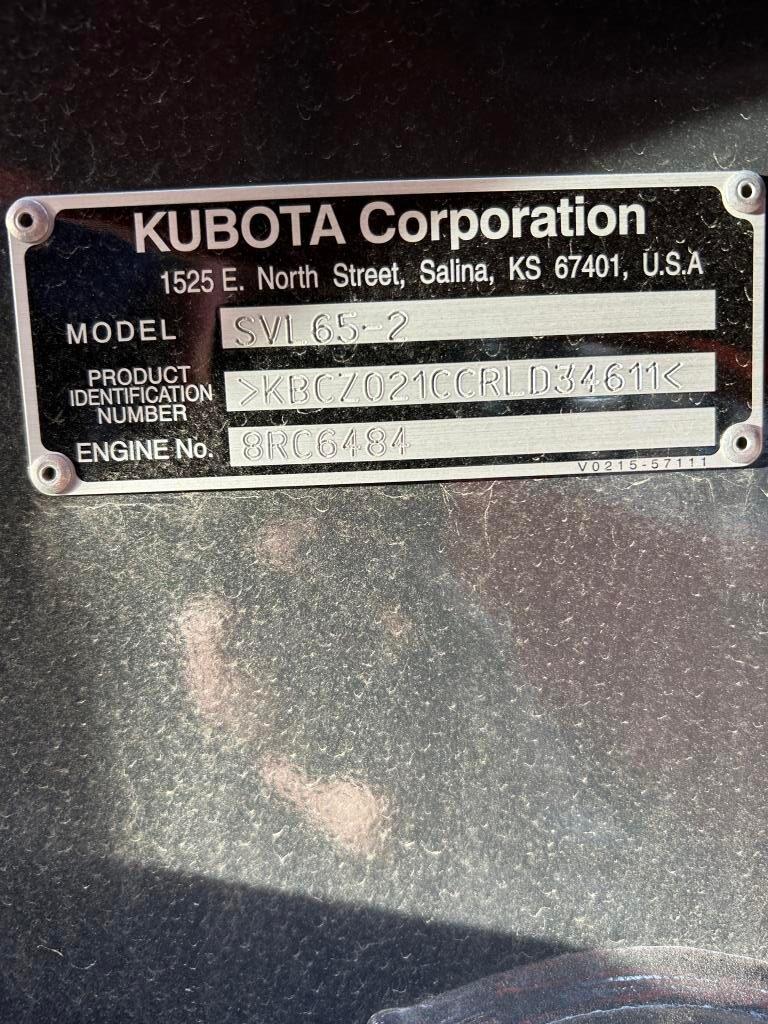 KUBOTA Corporation
1525 E. North Street, Salina, KS 67401, U.S.A
MODEL SVL65-2
PRODUCT
IDENTIFICATION
NUMBER
>KBCZ021CCRLD34611<
ENGINE No. 8RC6484
V0215-57111